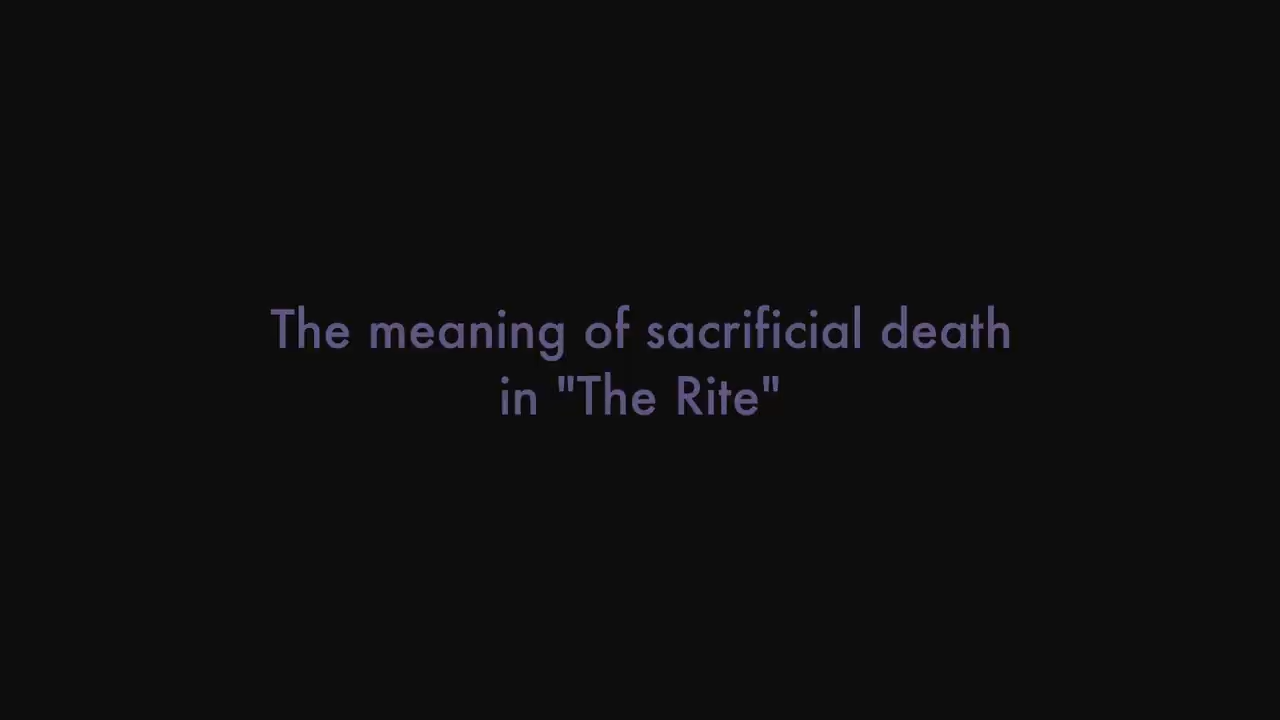 The meaning of sacrificial death
in "The Rite"